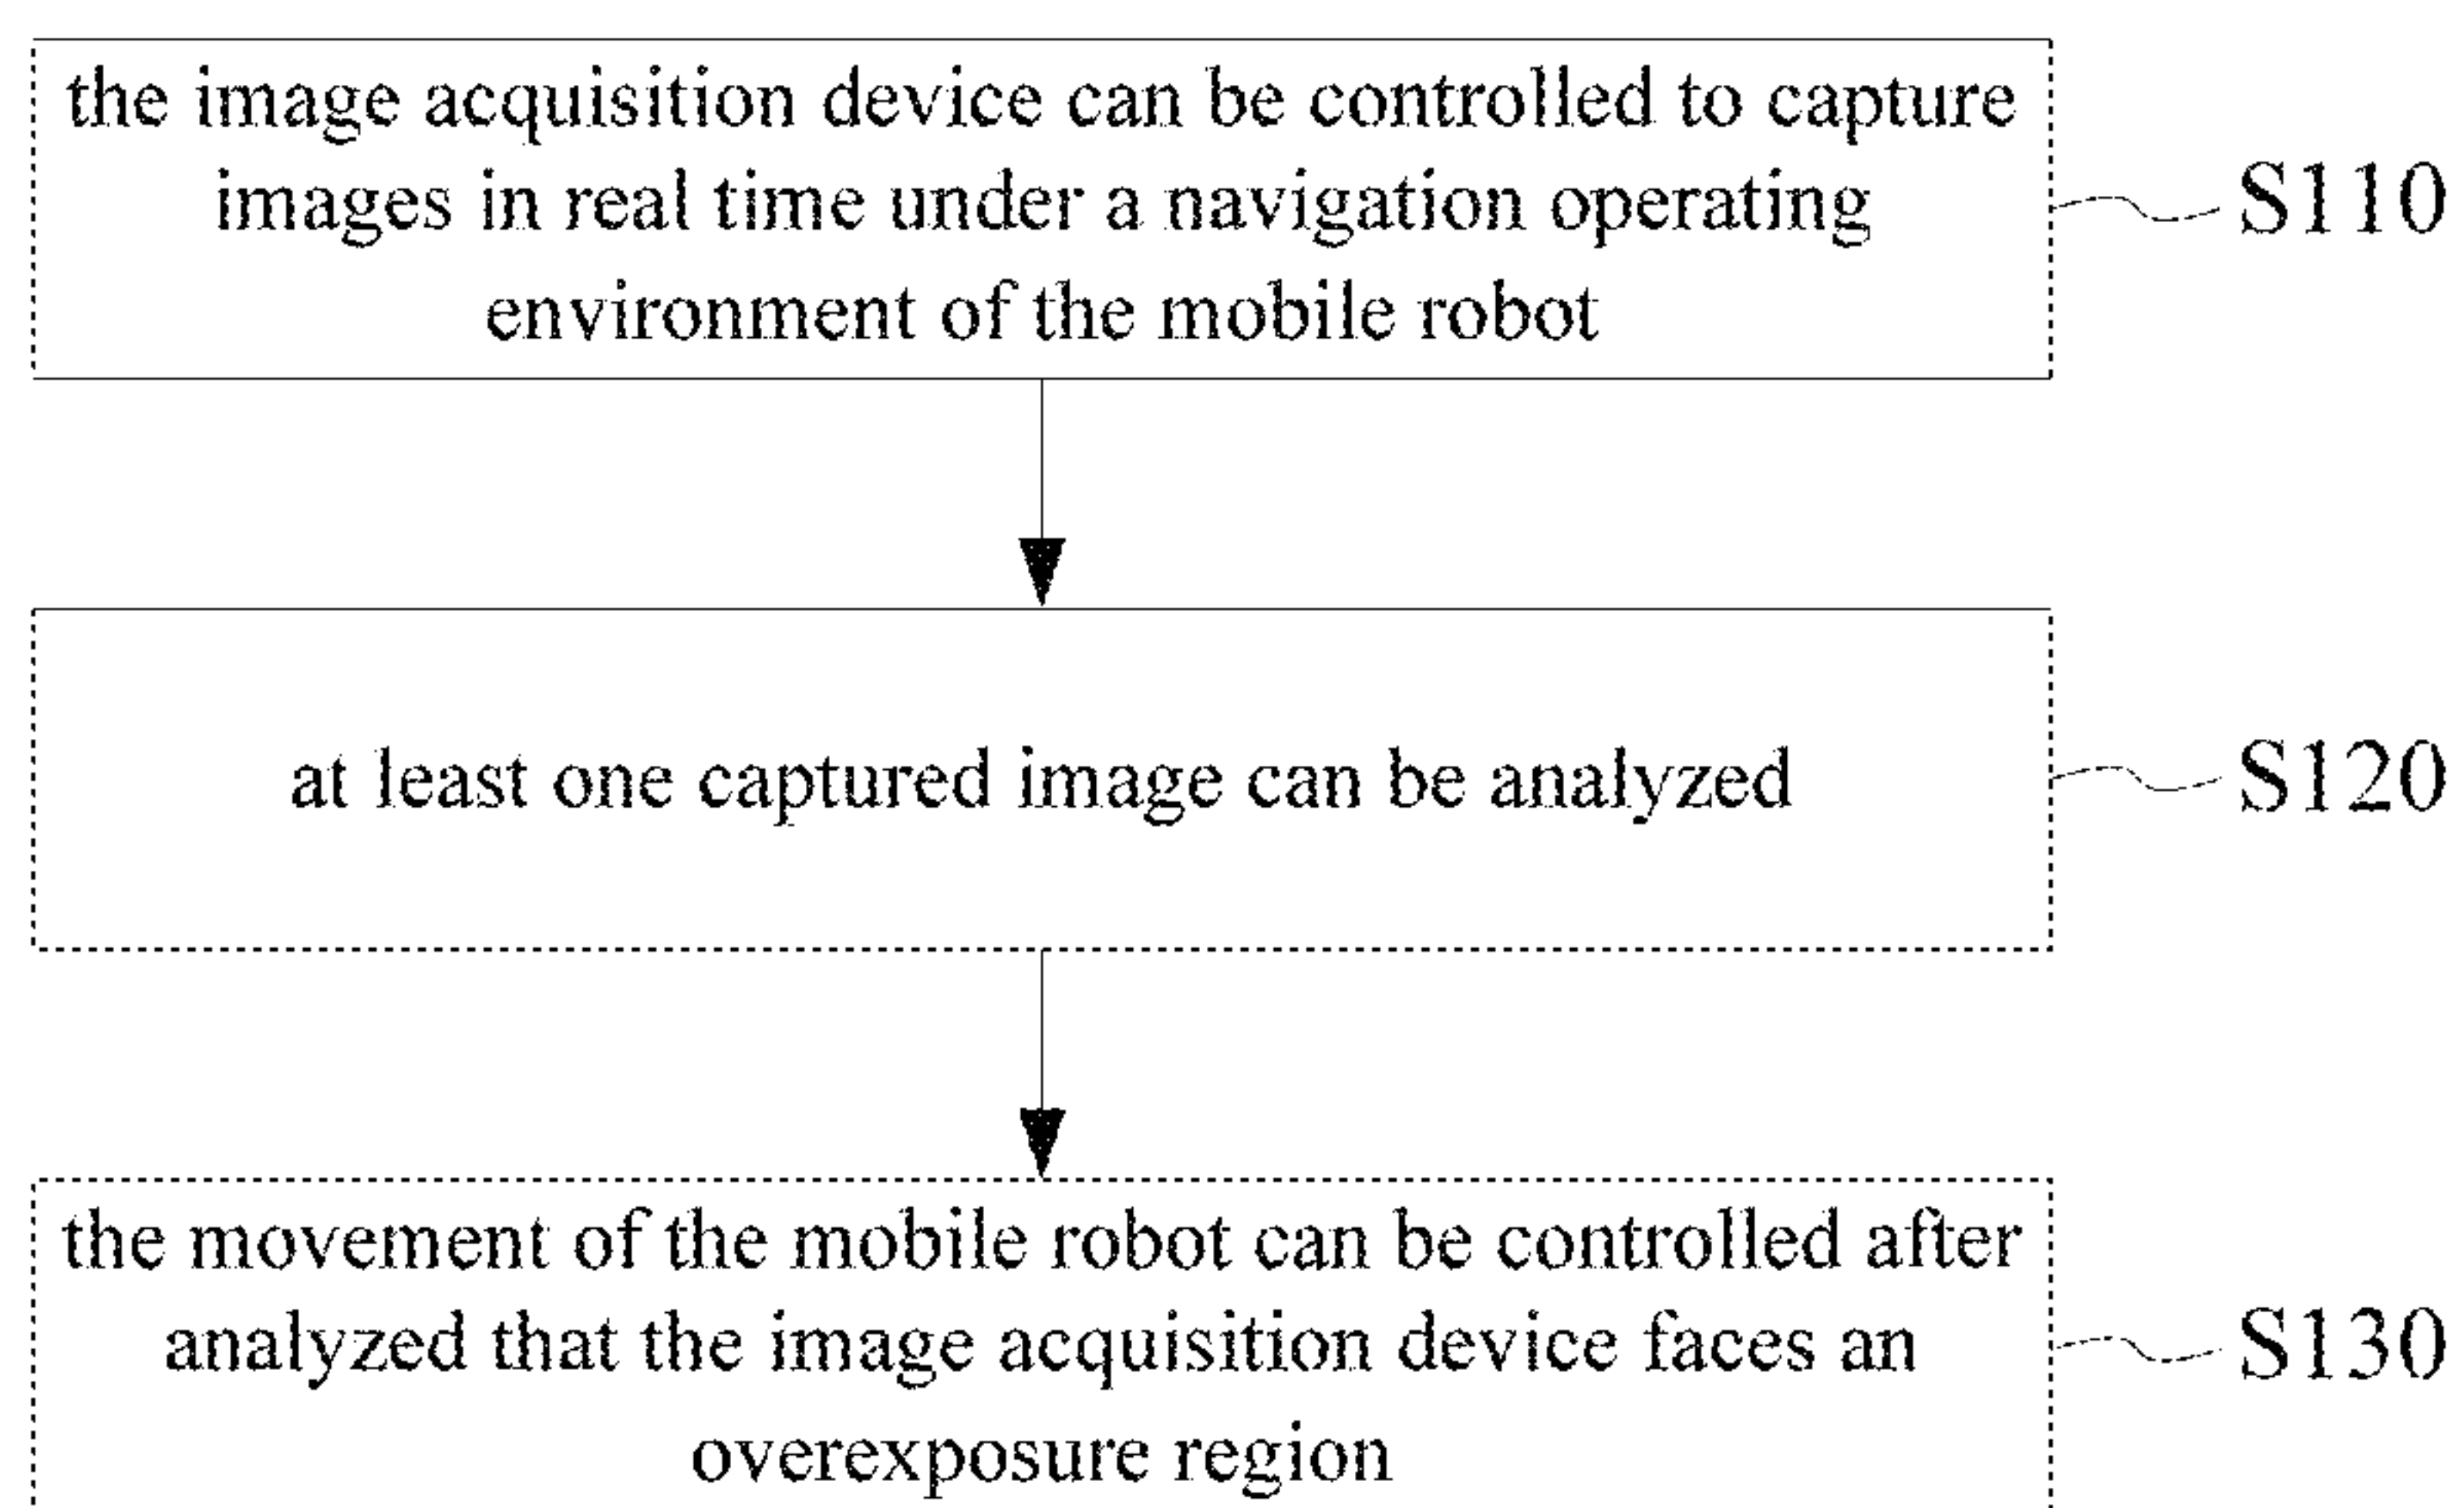 the image acquisition device can be controlled to capture
images in real time under a navigation operating
environment of the mobile robot
S110
at least one captured image can be analyzed
S120
the movement of the mobile robot can be controlled after
analyzed that the image acquisition device faces an
overexposure region
S130